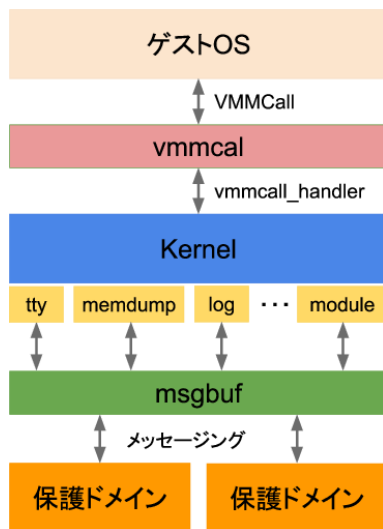 ゲストOS
VMMCall
vmmcal
vmmcall_handler
Kernel
tty memdump log ・・・ module
msgbuf
メッセージング
保護ドメイン 保護ドメイン